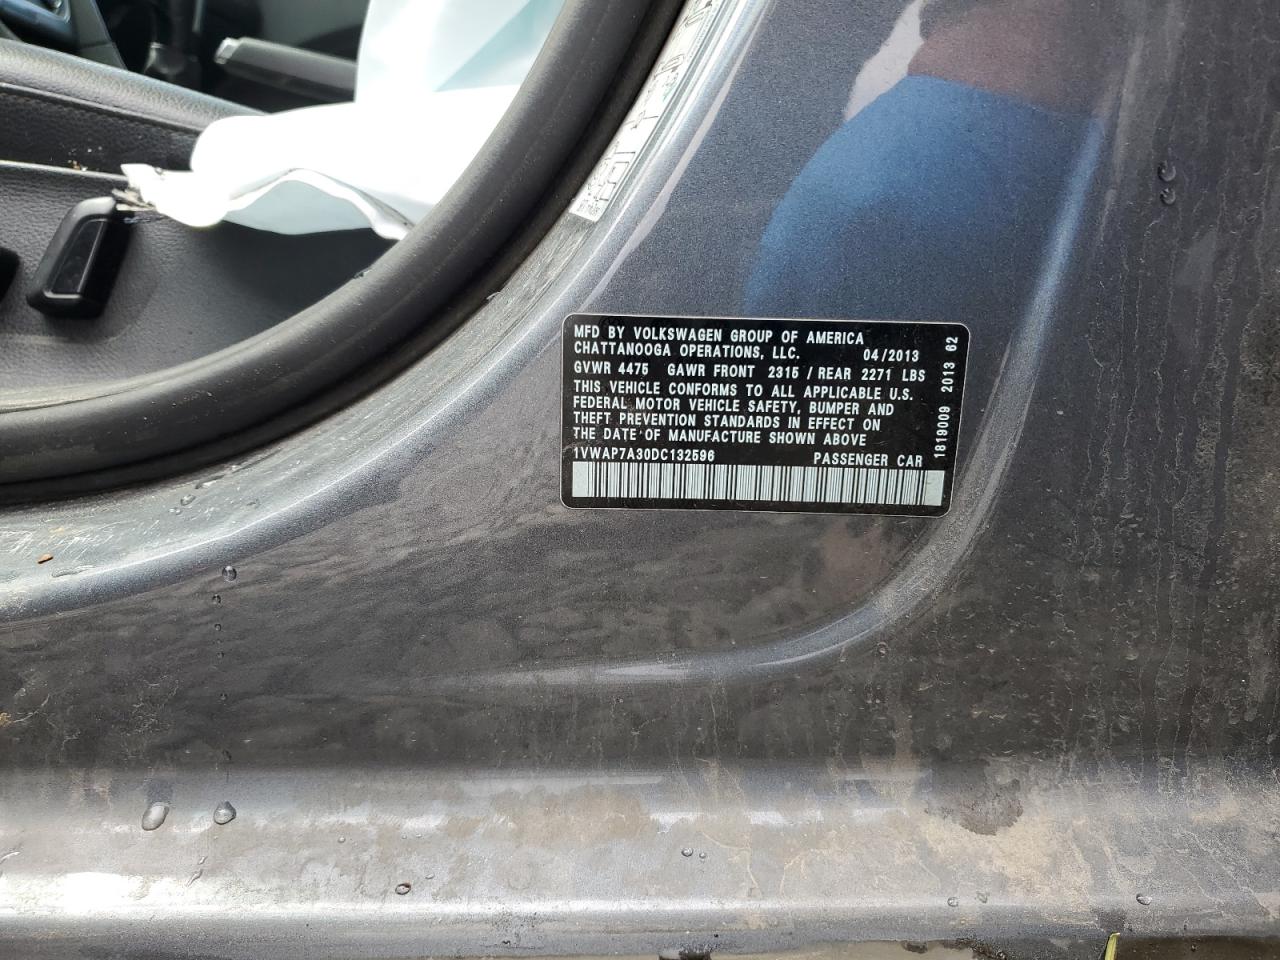 MFD BY VOLKSWAGEN GROUP OF AMERICA
CHATTANOOGA OPERATIONS, LLC. 04/2013
GVWR 4475 GAWR FRONT 2315 / REAR 2271 LBS
THIS VEHICLE CONFORMS TO ALL APPLICABLE U.S.
FEDERAL MOTOR VEHICLE SAFETY, BUMPER AND
THEFT PREVENTION STANDARDS IN EFFECT ON
THE DATE OF MANUFACTURE SHOWN ABOVE
1VWAP7A30DC132596 PASSENGER CAR
1819009 2013 62